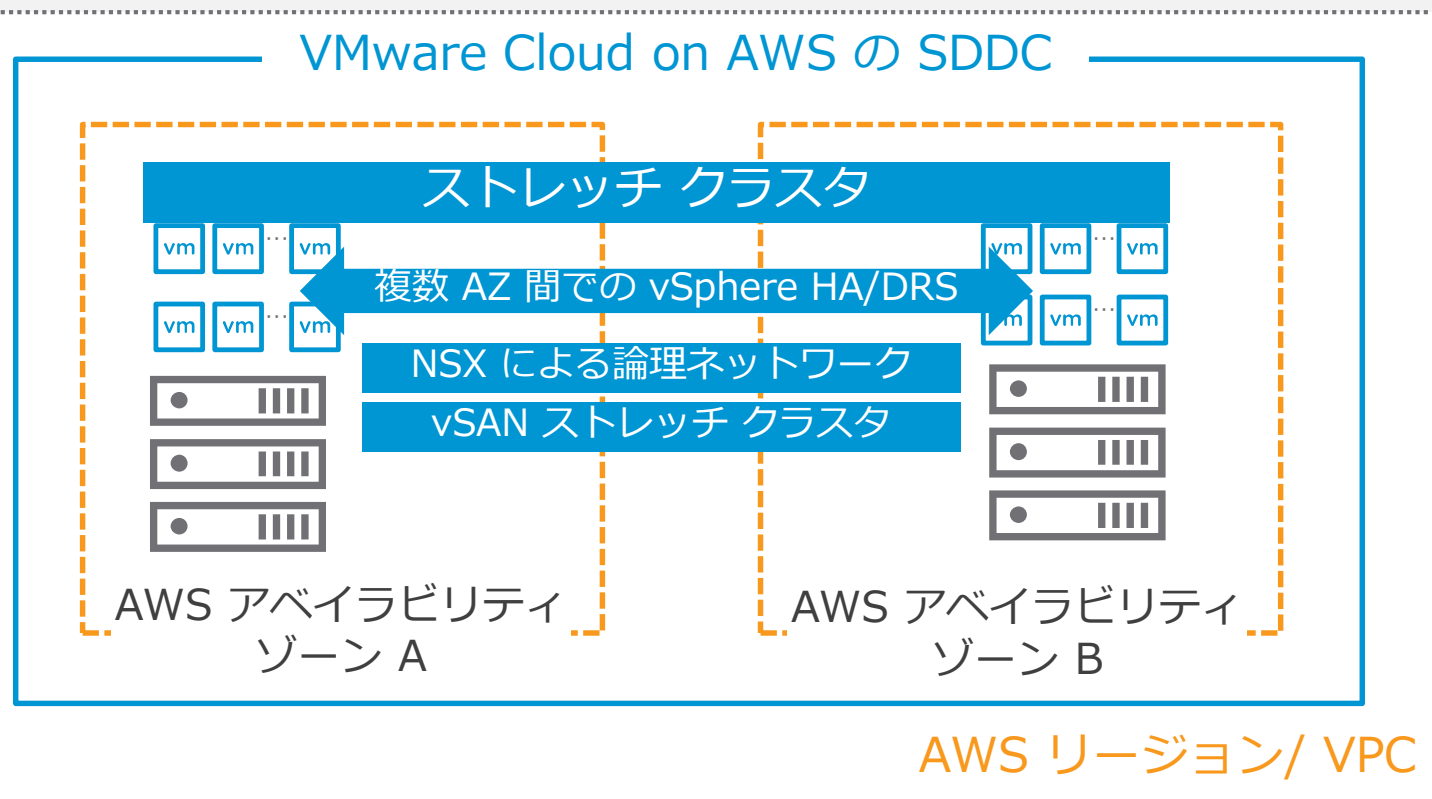 VMware Cloud on AWS の SDDC
ストレッチ クラスタ
vm vm … vm
vm vm … vm
複数 AZ 間での vSphere HA/DRS
vm vm … vm
vm vm … vm
NSX による論理ネットワーク
vSAN ストレッチ クラスタ
AWS アベイラビリティ
ゾーン A
AWS アベイラビリティ
ゾーン B
AWS リージョン/ VPC